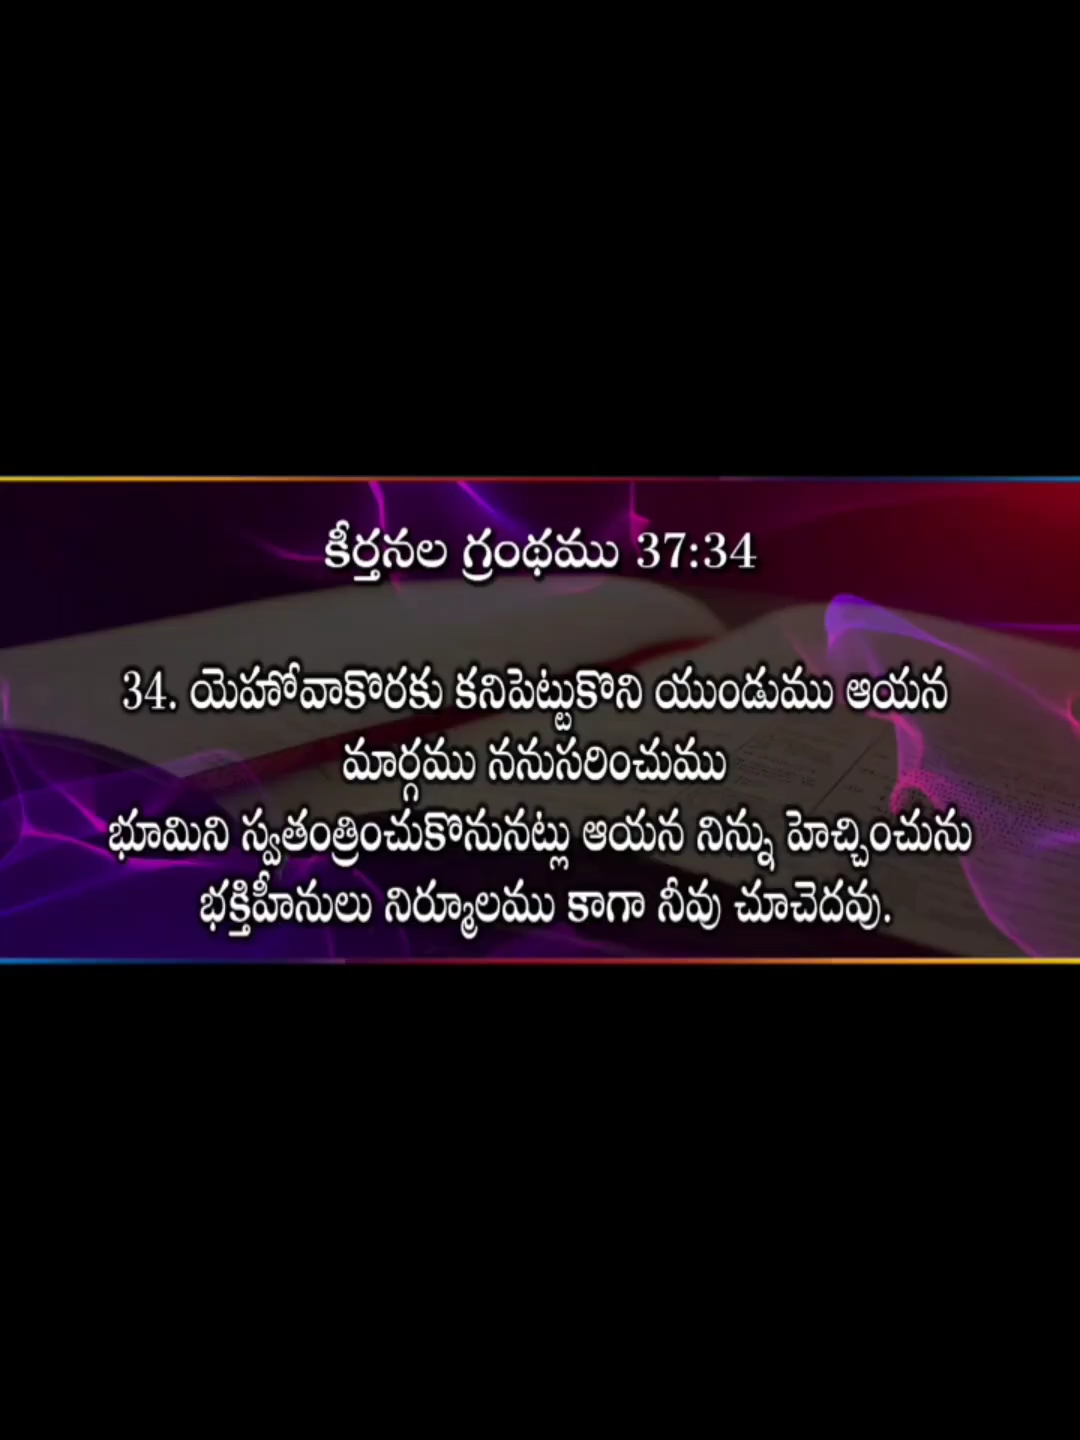 కీర్తనల గ్రంథము 37:34
34. యెహోవాకొరకు కనిపెట్టుకొని యుండుము ఆయన
మార్గము ననుసరించుము
భూమిని స్వతంత్రించుకొనునట్లు ఆయన నిన్ను హెచ్చించును
భక్తిహీనులు నిర్మూలము కాగా నీవు చూచెదవు.